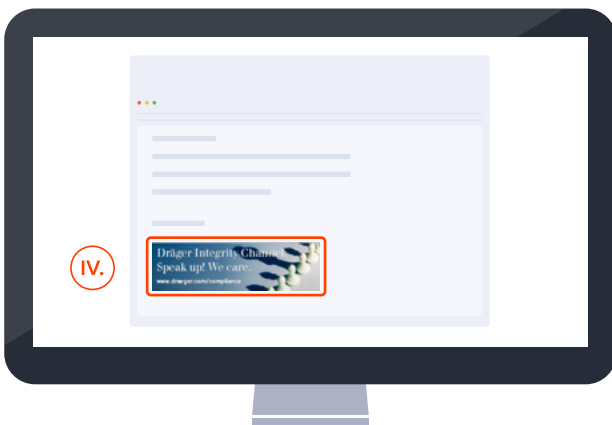 Dräger Integrity Channel.
Speak up! We care.
www.draeger.com/compliance
IV.